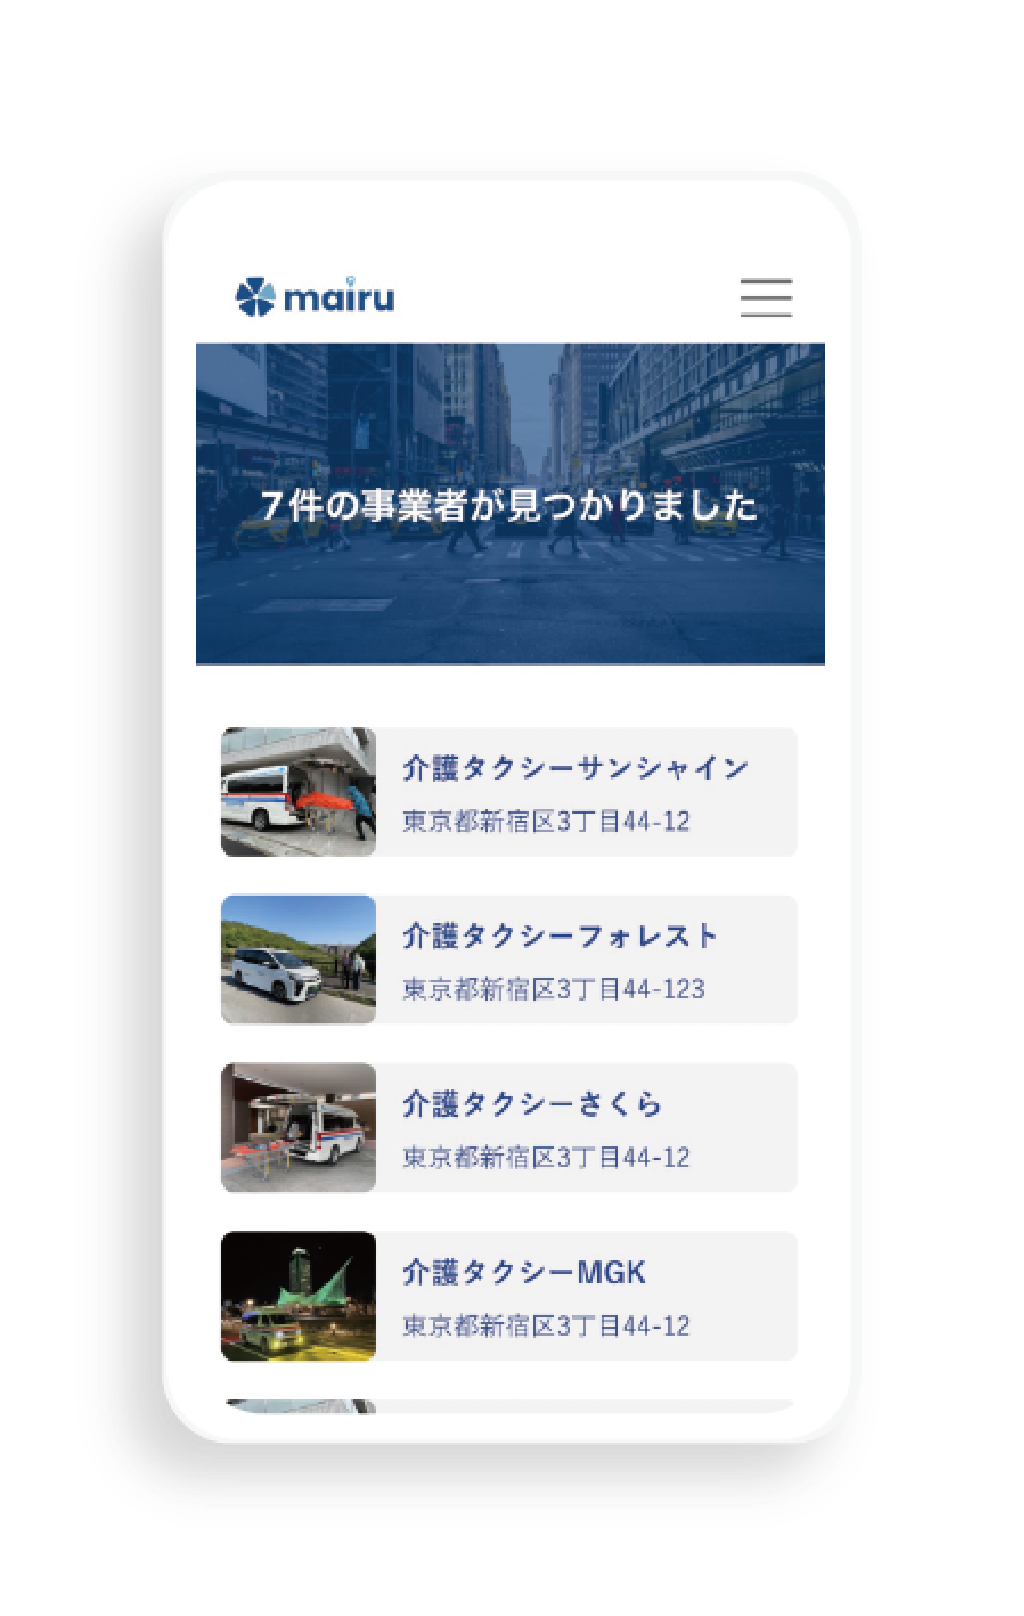 mairu
7件の事業者が見つかりました
介護タクシーサンシャイン
東京都新宿区3丁目44-12
介護タクシーフォレスト
東京都新宿区3丁目44-123
介護タクシーさくら
東京都新宿区3丁目44-12
介護タクシーMGK
東京都新宿区3丁目44-12